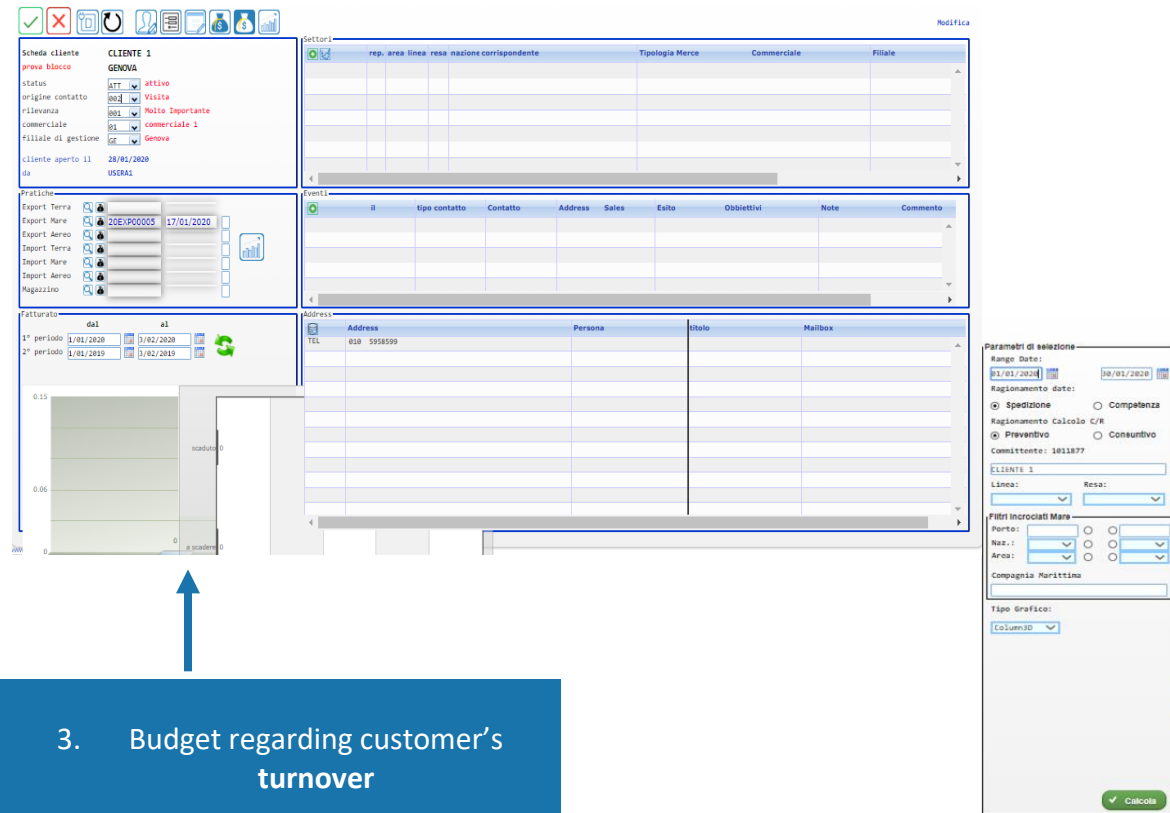 Modifica
Scheda cliente CLIENTE 1
prova blocco GENOVA
status ATT attivo
origine contatto 002 Visita
rilevanza 001 Molto Importante
commerciale 01 commerciale 1
filiale di gestione GE Genova
cliente aperto il 28/01/2020
da USERA1
Settori
rep. area linea resa nazione corrispondente Tipologia Merce Commerciale Filiale
Pratiche
Export Terra
Export Mare 20EXP00005 17/01/2020
Export Aereo
Import Terra
Import Mare
Import Aereo
Magazzino
Eventi
il tipo contatto Contatto Address Sales Esito Obbiettivi Note Commento
Fatturato
dal al
1° periodo 1/01/2020 3/02/2020
2° periodo 1/01/2019 3/02/2019
0.15
0.06
0
0
scaduto 0
a scadere 0
Address
Address Persona titolo Mailbox
TEL 010 5958599
Parametri di selezione
Range Date:
01/01/2020 30/01/2020
Ragionamento date:
Spedizione Competenza
Ragionamento Calcolo C/R
Preventivo Consuntivo
Committente: 1011877
CLIENTE 1
Linea: Resa:
Filtri Incrociati Mare
Porto:
Naz.:
Area:
Compagnia Marittima
Tipo Grafico:
Column3D
Calcola
3. Budget regarding customer’s
turnover